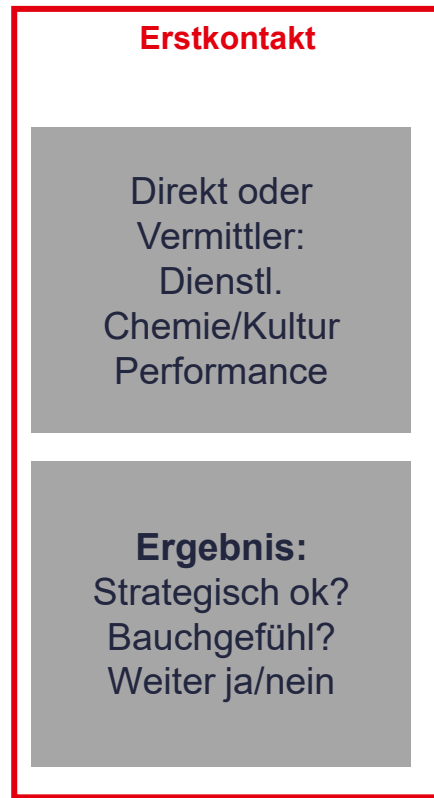 Erstkontakt
Direkt oder
Vermittler:
Dienstl.
Chemie/Kultur
Performance
Ergebnis:
Strategisch ok?
Bauchgefühl?
Weiter ja/nein